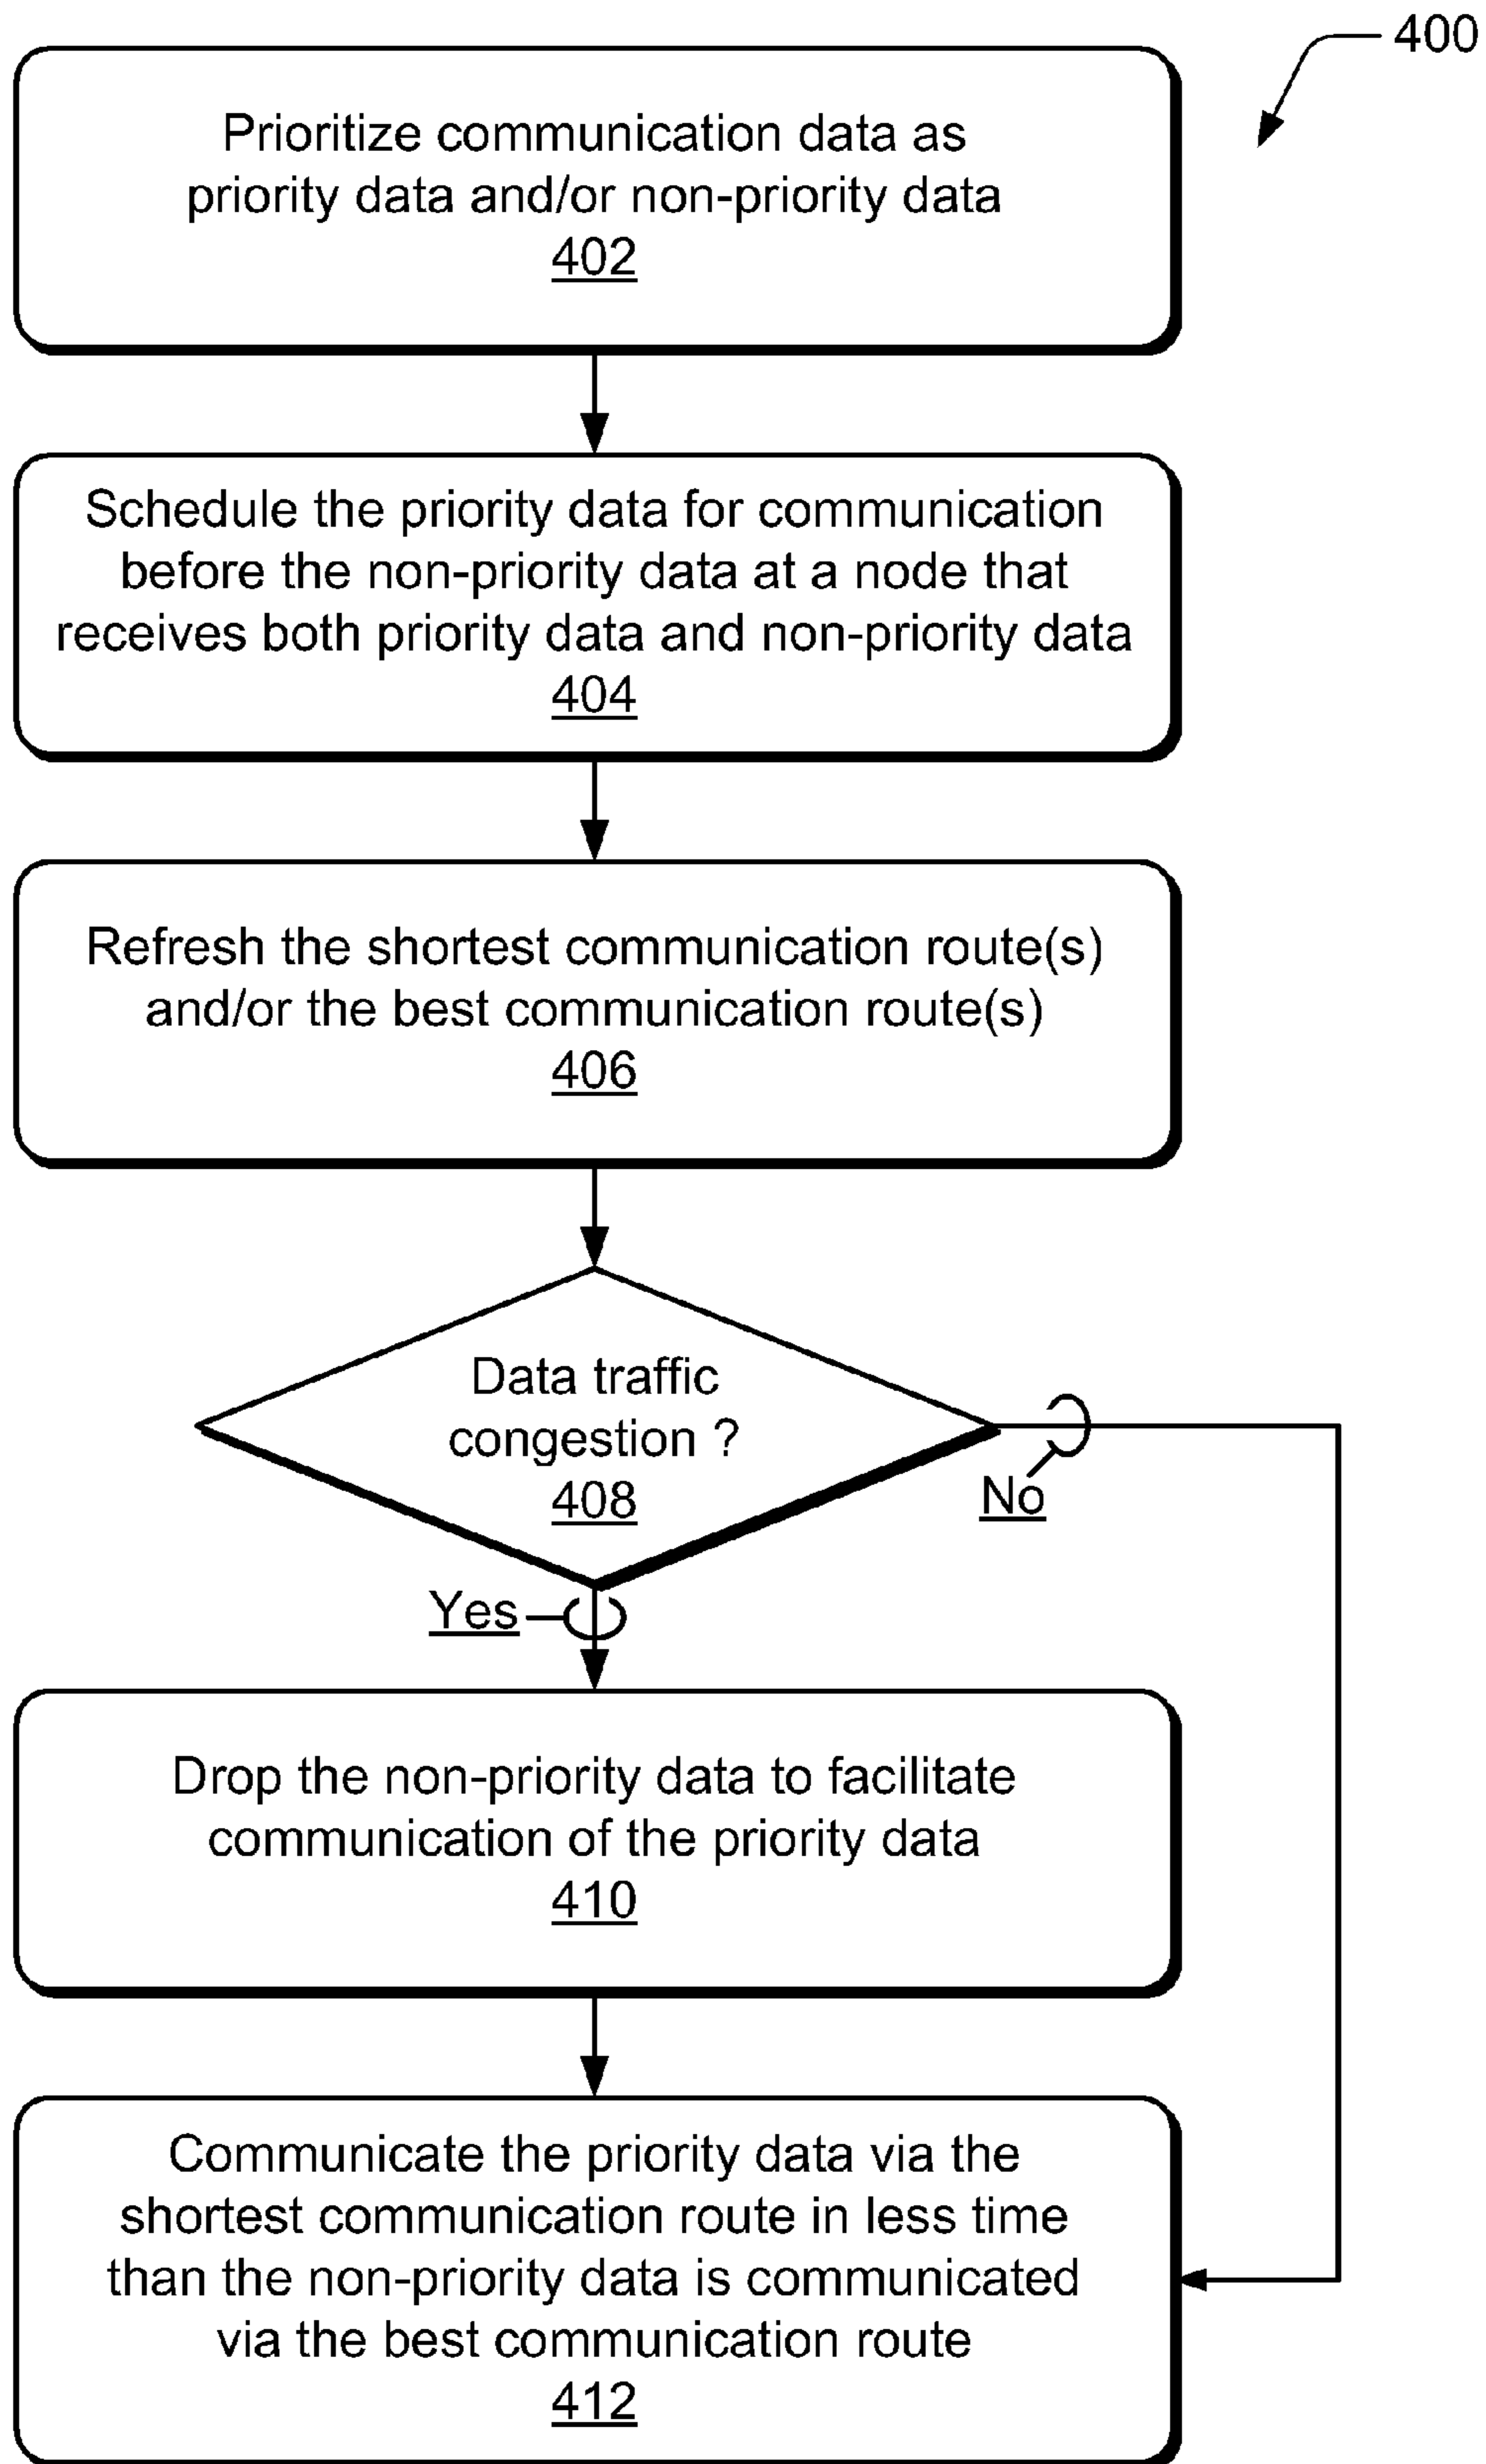 400
Prioritize communication data as
priority data and/or non-priority data
402
Schedule the priority data for communication
before the non-priority data at a node that
receives both priority data and non-priority data
404
Refresh the shortest communication route(s)
and/or the best communication route(s)
406
Data traffic
congestion ?
408
No
Yes
Drop the non-priority data to facilitate
communication of the priority data
410
Communicate the priority data via the
shortest communication route in less time
than the non-priority data is communicated
via the best communication route
412